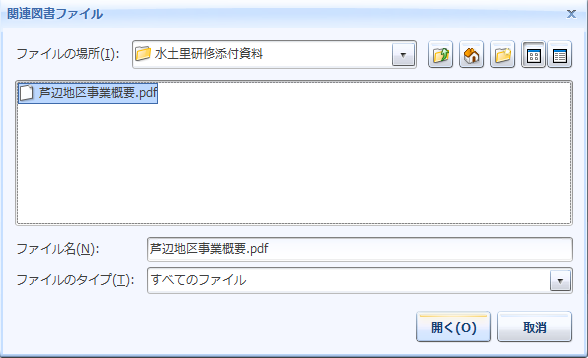 関連図書ファイル
ファイルの場所(I): 水土里研修添付資料
芦辺地区事業概要.pdf
ファイル名(N): 芦辺地区事業概要.pdf
ファイルのタイプ(T): すべてのファイル
開く(O) 取消